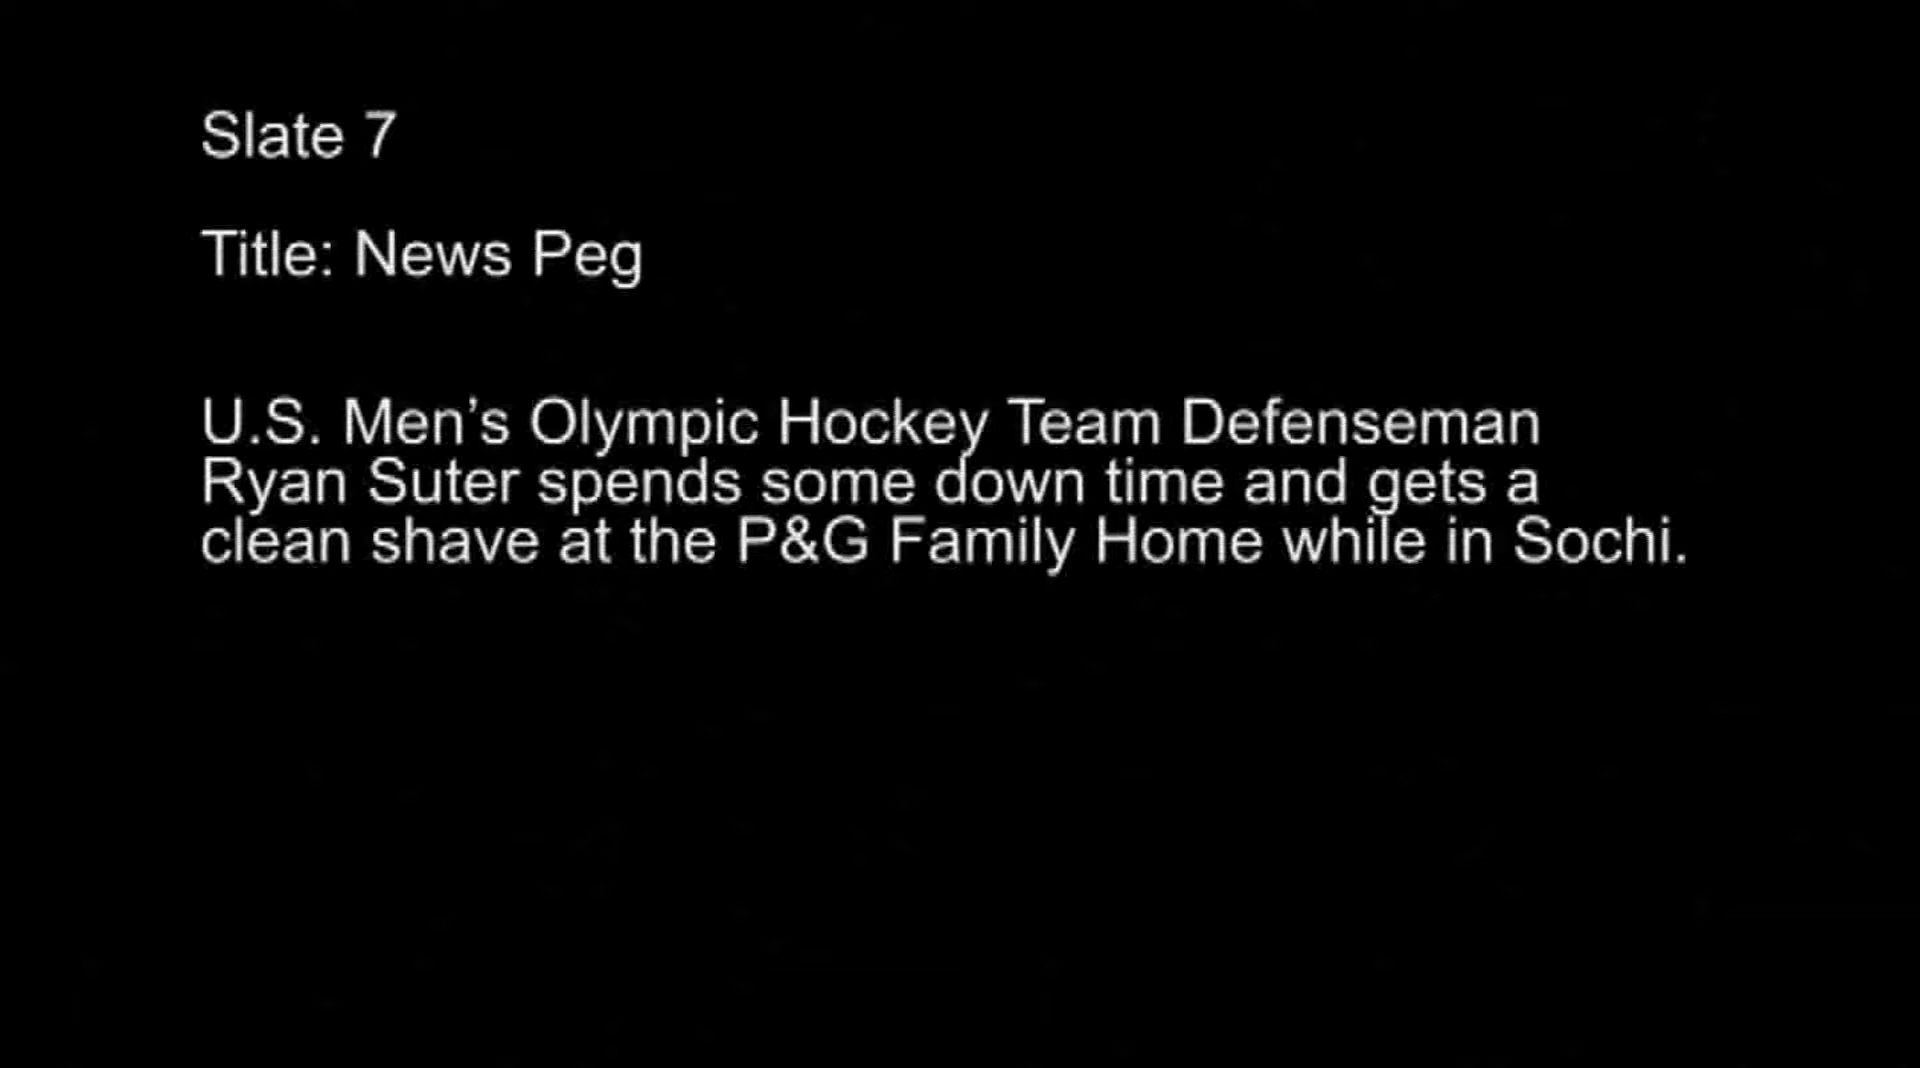 Slate 7
Title: News Peg
U.S. Men’s Olympic Hockey Team Defenseman
Ryan Suter spends some down time and gets a
clean shave at the P&G Family Home while in Sochi.